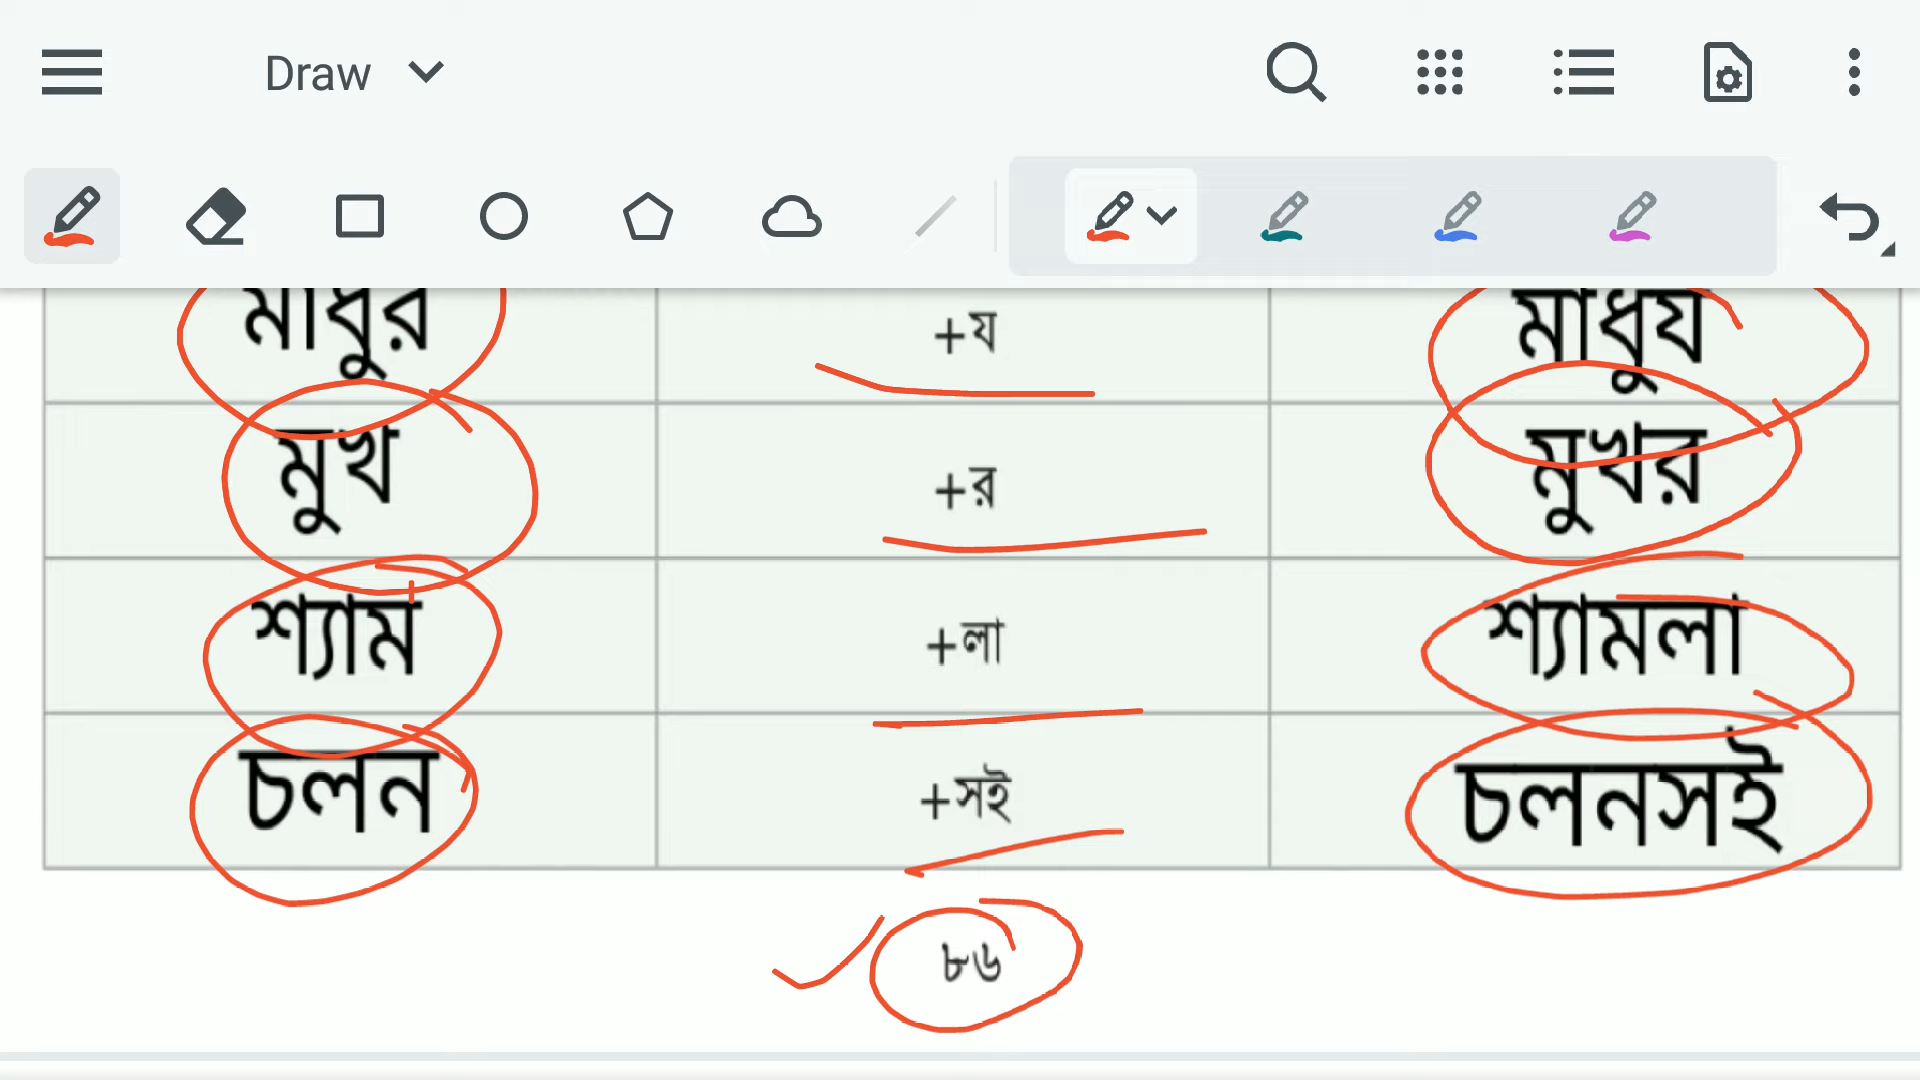 Draw
মাধুর +য মাধুয
মুখ +র মুখর
শ্যাম +লা শ্যামলা
চলন +সই চলনসই
৮৬